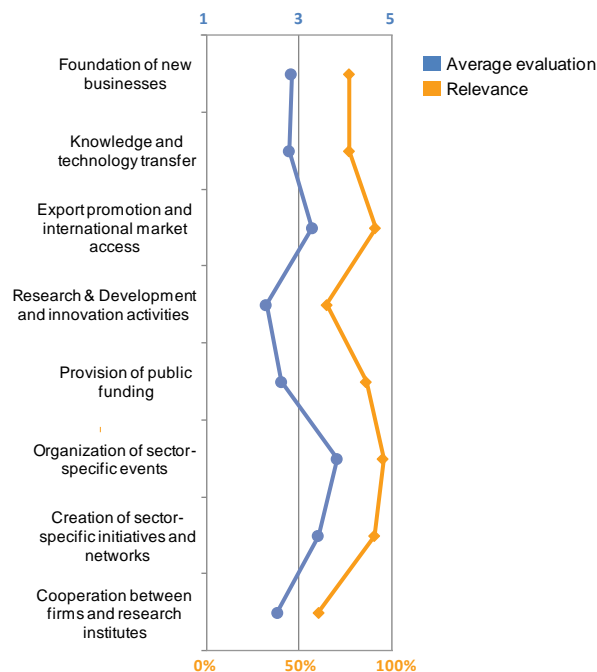 1 3 5
Foundation of new
businesses
Average evaluation
Relevance
Knowledge and
technology transfer
Export promotion and
international market
access
Research & Development
and innovation activities
Provision of public
funding
Organization of sector-
specific events
Creation of sector-
specific initiatives and
networks
Cooperation between
firms and research
institutes
0% 50% 100%